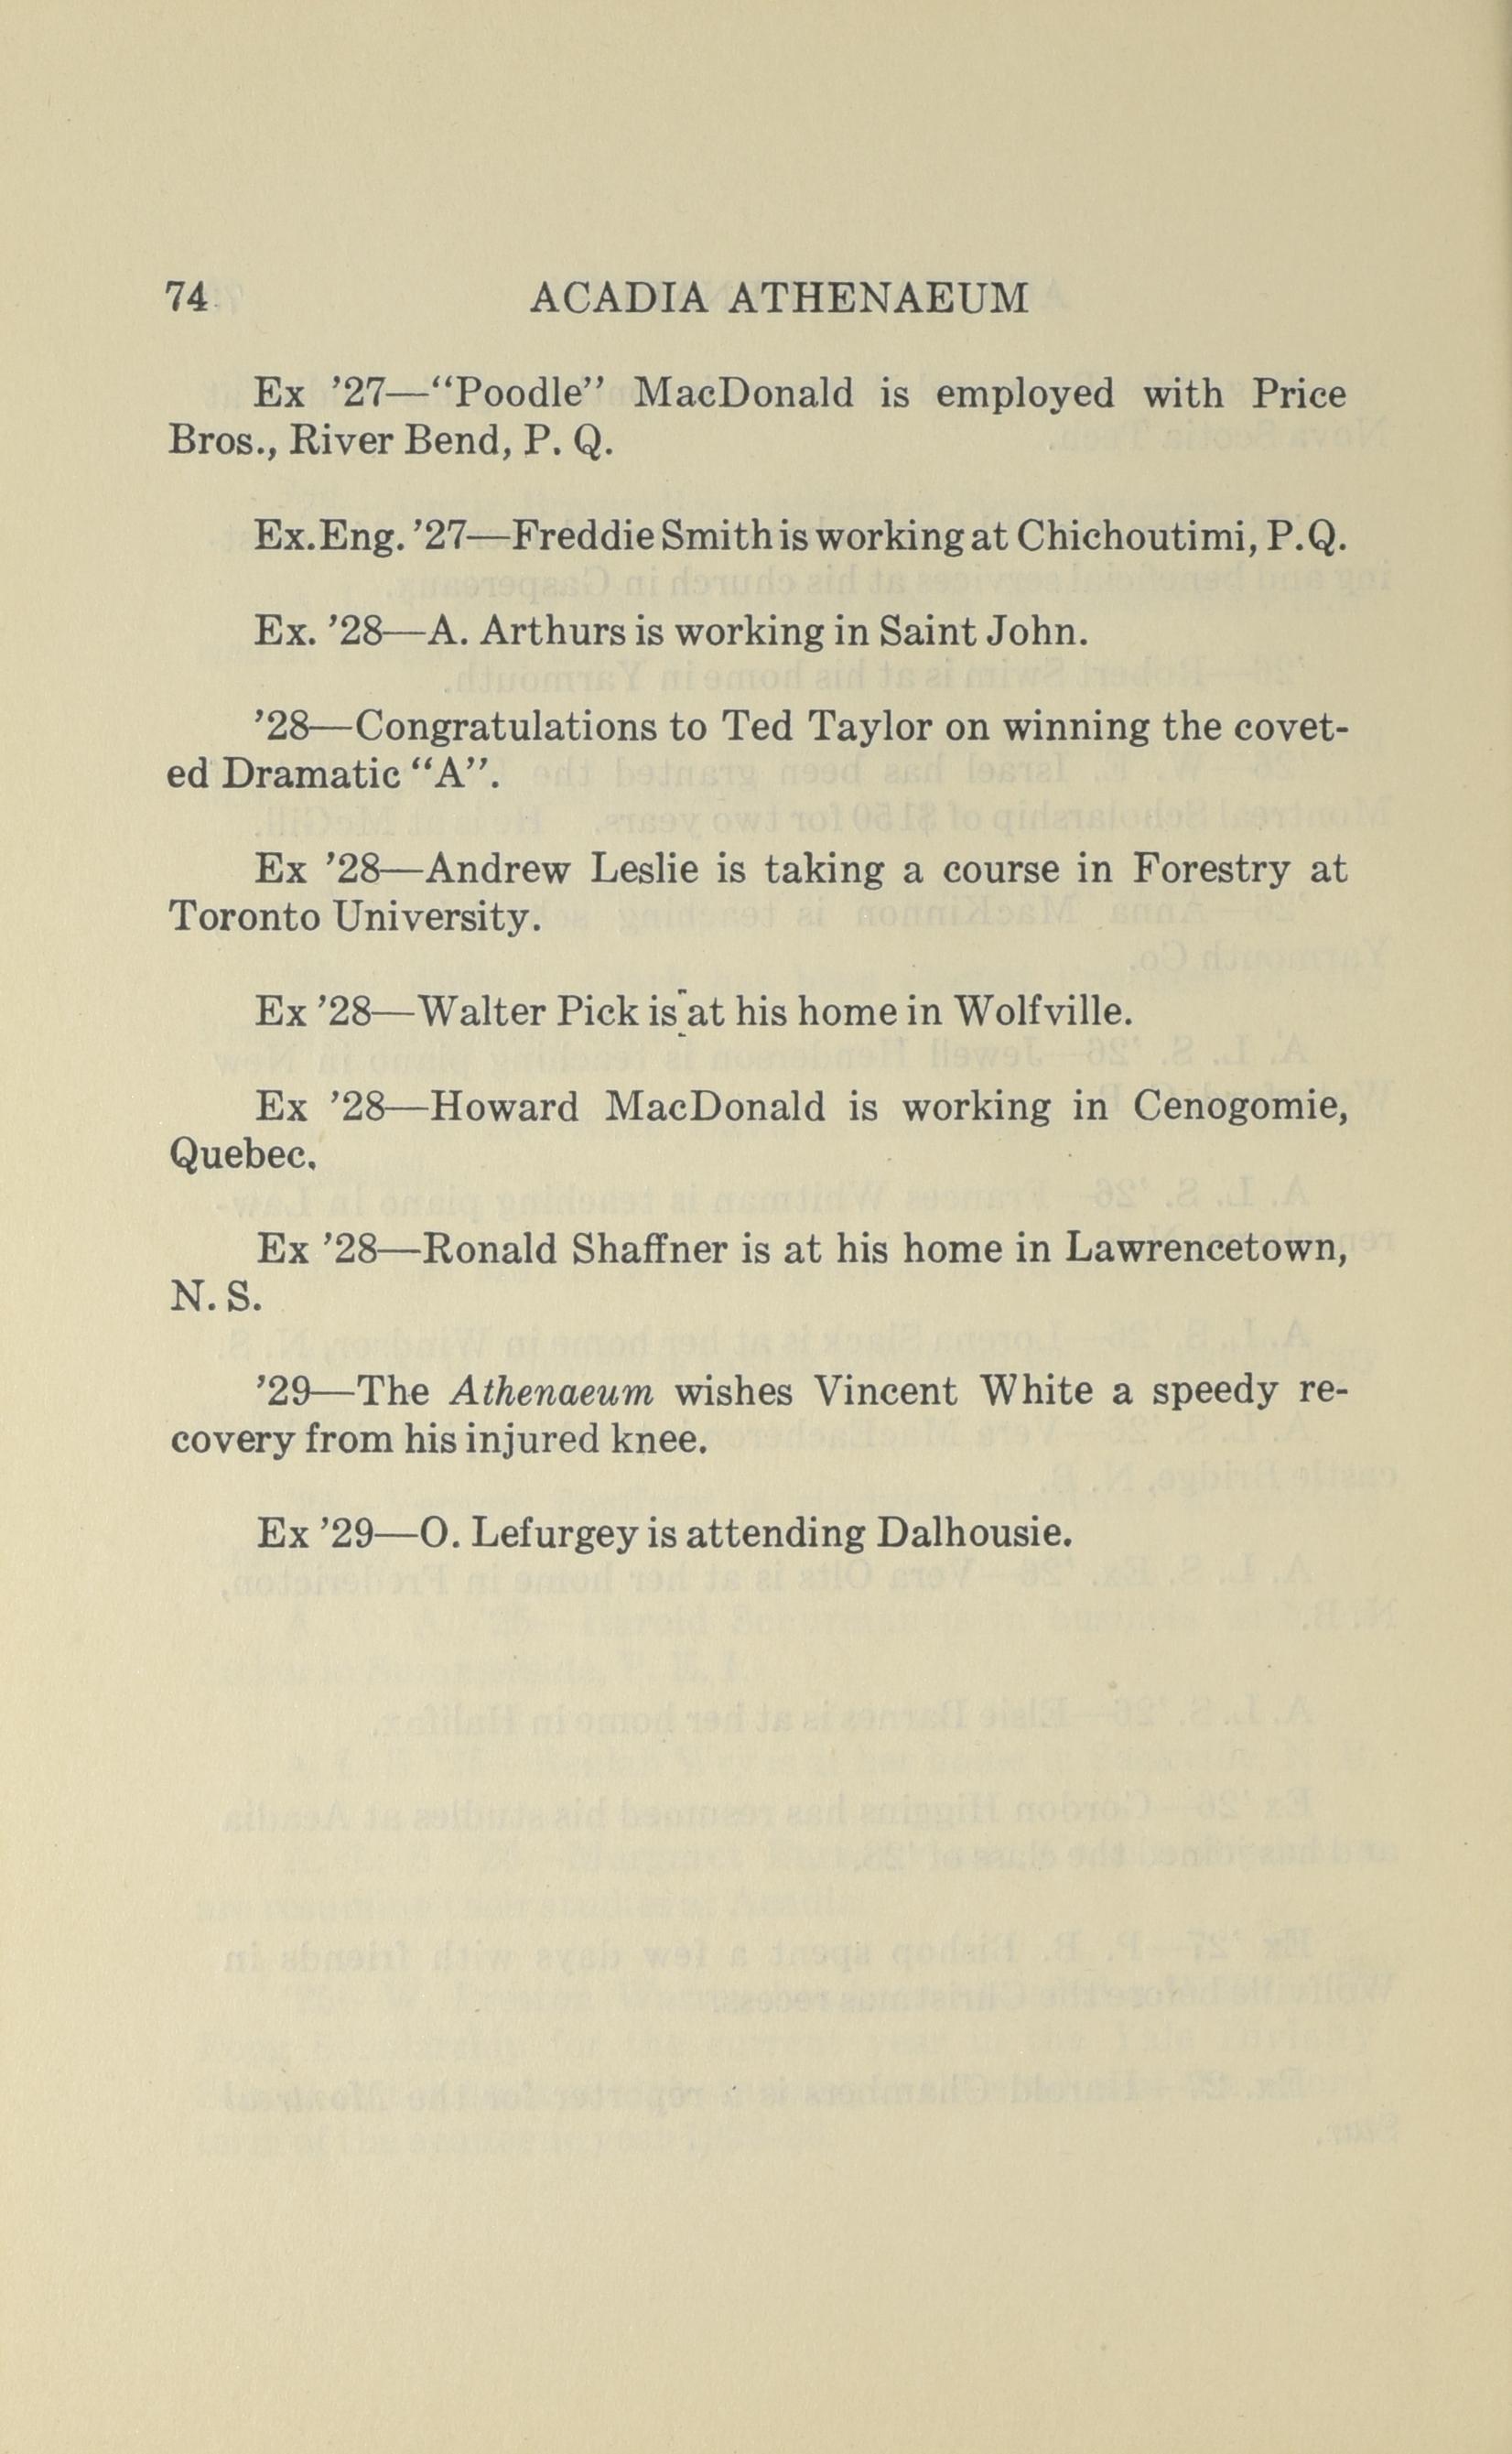 74 ACADIA ATHENAEUM
Ex ’27—“Poodle” MacDonald is employed with Price
Bros., River Bend, P. Q.
Ex. Eng. ’27—Freddie Smith is working at Chichoutimi, P.Q.
Ex. ’28—A. Arthurs is working in Saint John.
’28—Congratulations to Ted Taylor on winning the covet-
ed Dramatic “A”.
Ex ’28—Andrew Leslie is taking a course in Forestry at
Toronto University.
Ex ’28—Walter Pick is at his home in Wolfville.
Ex ’28—Howard MacDonald is working in Cenogomie,
Quebec.
Ex ’28—Ronald Shaffner is at his home in Lawrencetown,
N. S.
’29—The Athenaeum wishes Vincent White a speedy re-
covery from his injured knee.
Ex ’29—O. Lefurgey is attending Dalhousie.